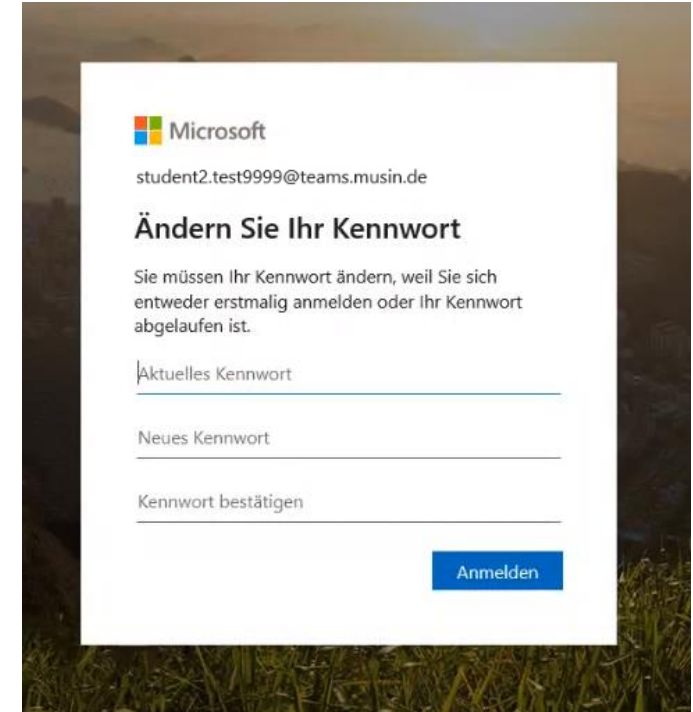 Microsoft
student2.test9999@teams.musin.de
Ändern Sie Ihr Kennwort
Sie müssen Ihr Kennwort ändern, weil Sie sich
entweder erstmalig anmelden oder Ihr Kennwort
abgelaufen ist.
Aktuelles Kennwort
Neues Kennwort
Kennwort bestätigen
Anmelden